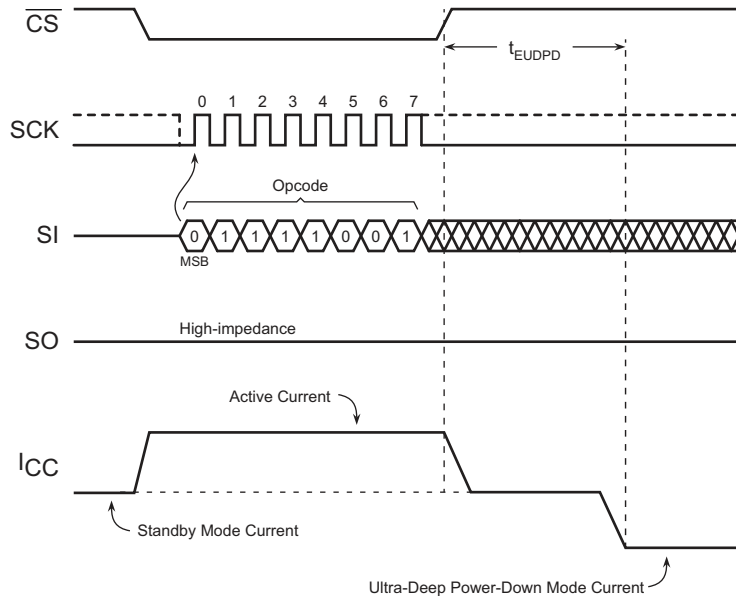 CS
tEUDPD
0 1 2 3 4 5 6 7
SCK
Opcode
SI
0 1 1 1 1 0 0 1
MSB
High-impedance
SO
Active Current
ICC
Standby Mode Current
Ultra-Deep Power-Down Mode Current